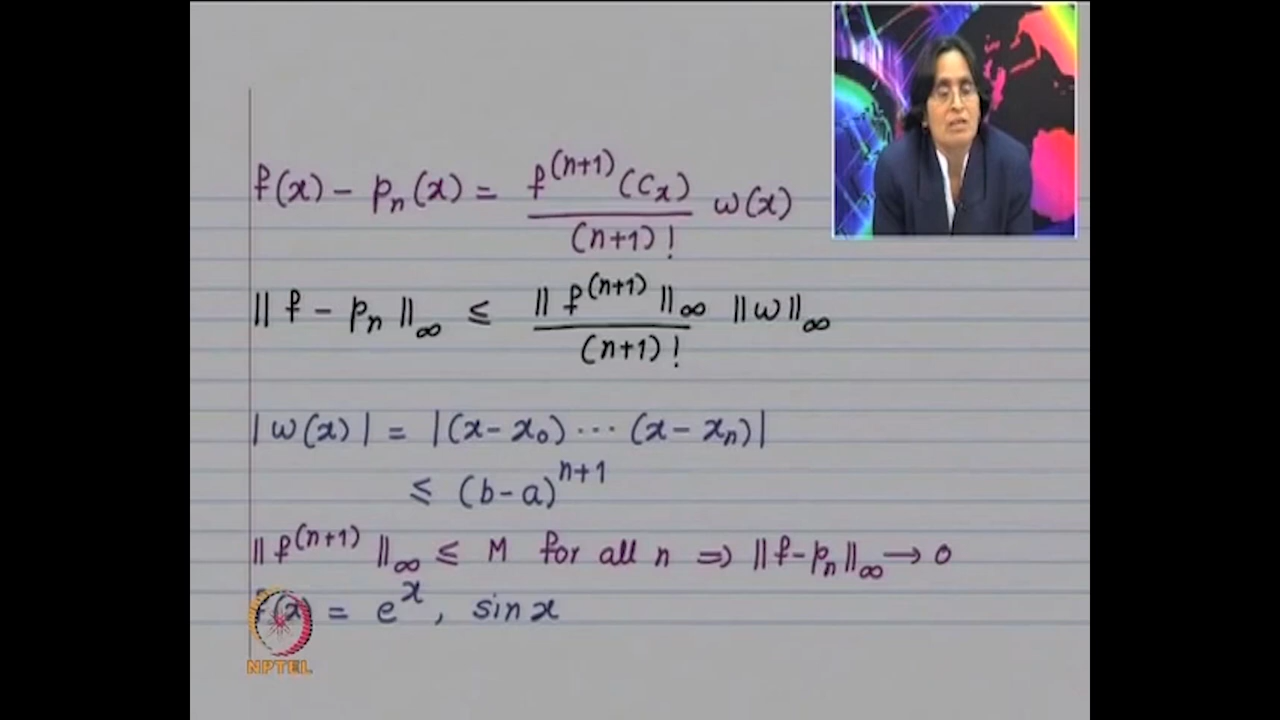 f(x) - pₙ(x) = f⁽ⁿ⁺¹⁾(cₓ) / (n+1)! w(x)
‖ f - pₙ ‖∞ ≤ ‖ f⁽ⁿ⁺¹⁾ ‖∞ / (n+1)! ‖w‖∞
|w(x)| = |(x-x₀) ⋯ (x-xₙ)|
≤ (b-a)ⁿ⁺¹
‖f⁽ⁿ⁺¹⁾ ‖∞ ≤ M for all n ⇒ ‖f-pₙ‖∞ → 0
f(x) = eˣ, sin x
NPTEL